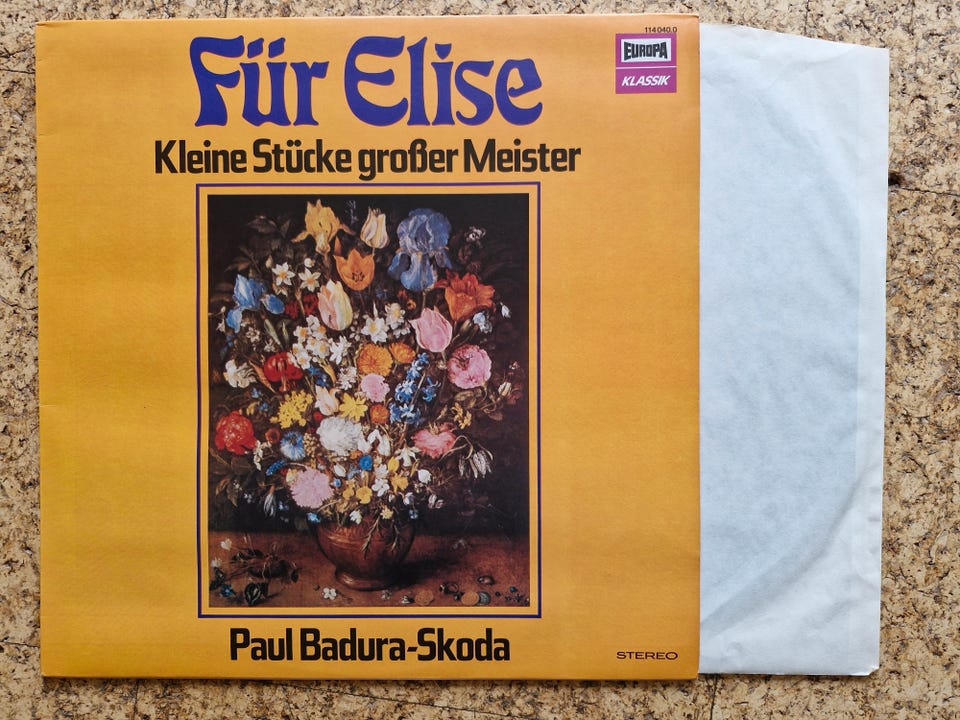 114 040.0
EUROPA
KLASSIK
Für Elise
Kleine Stücke großer Meister
Paul Badura-Skoda
STEREO